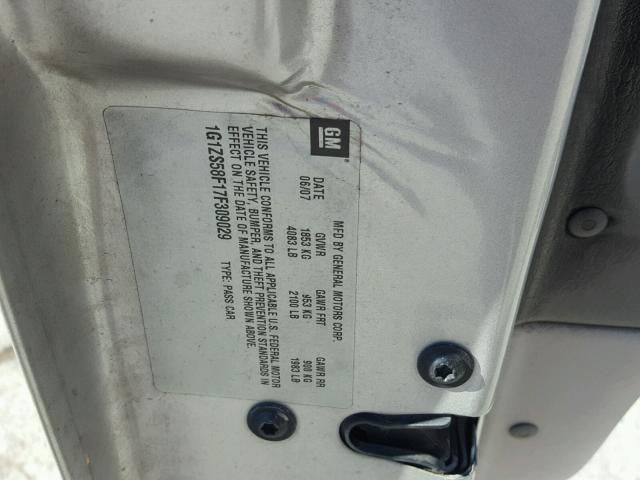 GM
MFD BY GENERAL MOTORS CORP.
DATE GVWR GAWR FRT GAWR RR
06/07 1853 KG 953 KG 900 KG
4083 LB 2100 LB 1983 LB
THIS VEHICLE CONFORMS TO ALL APPLICABLE U.S. FEDERAL MOTOR
VEHICLE SAFETY, BUMPER, AND THEFT PREVENTION STANDARDS IN
EFFECT ON THE DATE OF MANUFACTURE SHOWN ABOVE.
1G1ZS58F17F309029 TYPE: PASS CAR